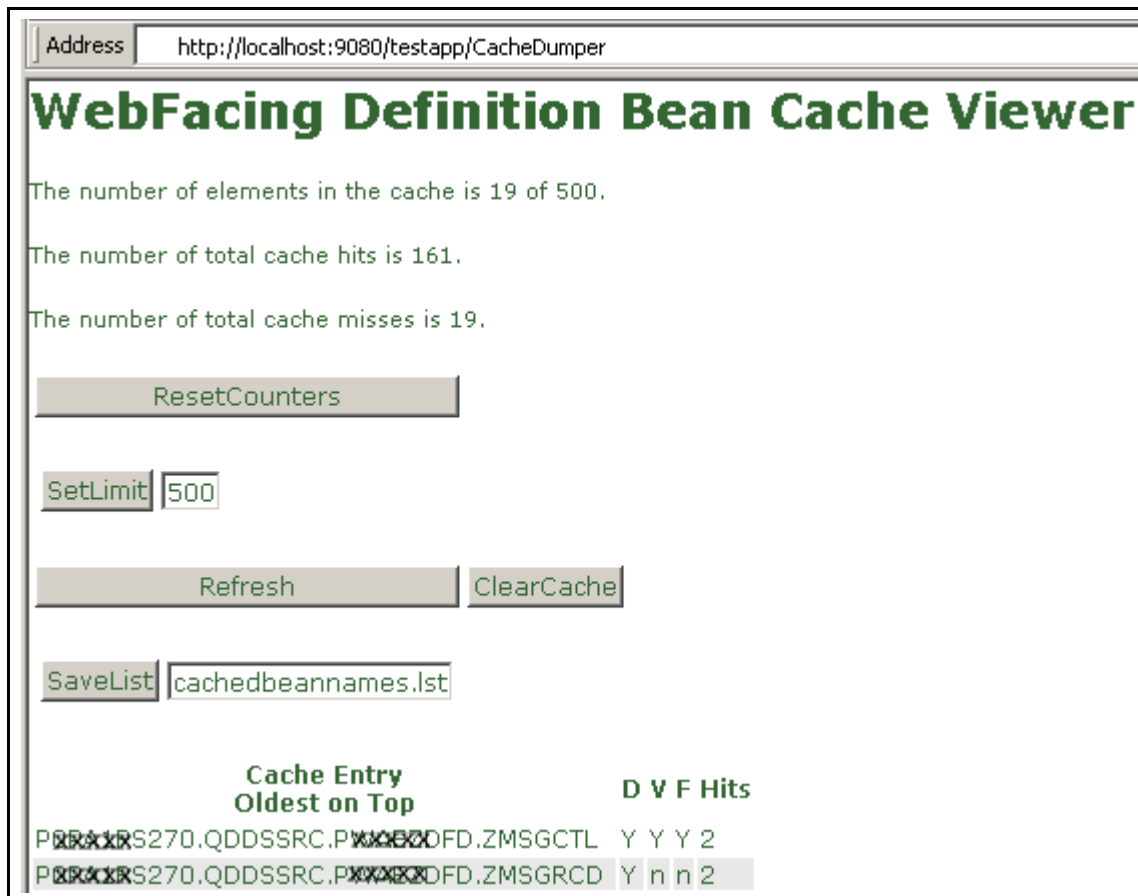 Address http://localhost:9080/testapp/CacheDumper
WebFacing Definition Bean Cache Viewer
The number of elements in the cache is 19 of 500.
The number of total cache hits is 161.
The number of total cache misses is 19.
ResetCounters
SetLimit 500
Refresh ClearCache
SaveList cachedbeannames.lst
Cache Entry
Oldest on Top
D V F Hits
S270.QDDSSRC.P DFD.ZMSGCTL Y Y Y 2
S270.QDDSSRC.P DFD.ZMSGRCD Y n n 2